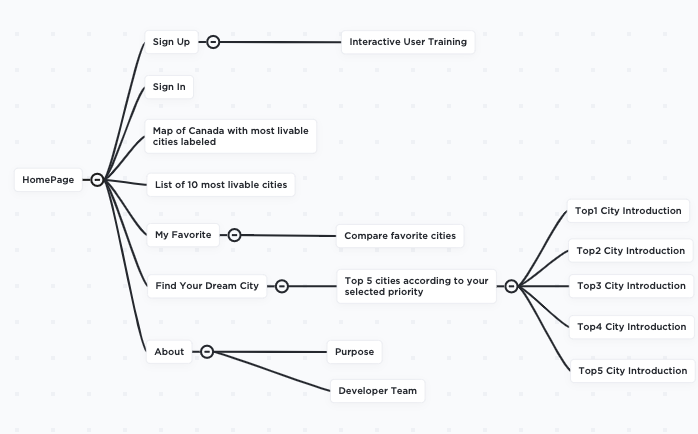 Sign Up
Interactive User Training
Sign In
Map of Canada with most livable
cities labeled
HomePage
List of 10 most livable cities
My Favorite
Compare favorite cities
Find Your Dream City
Top 5 cities according to your
selected priority
Top1 City Introduction
Top2 City Introduction
Top3 City Introduction
Top4 City Introduction
Top5 City Introduction
About
Purpose
Developer Team